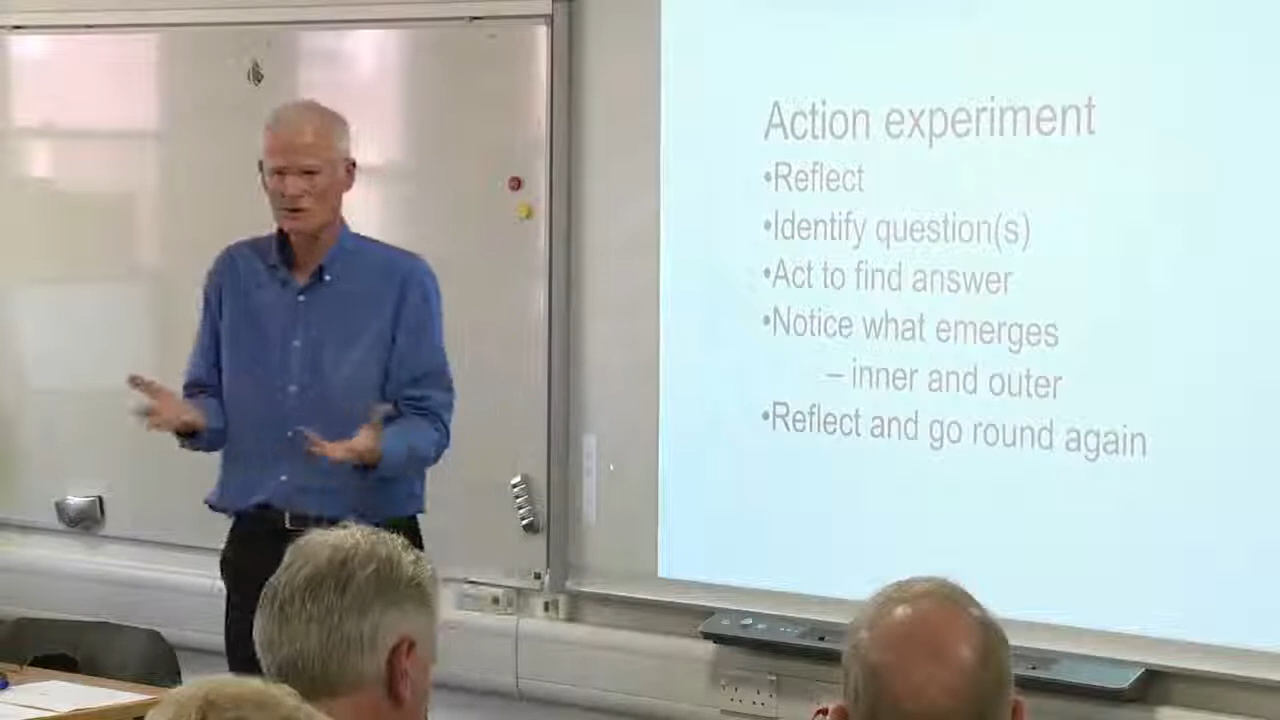 Action experiment
•Reflect
•Identify question(s)
•Act to find answer
•Notice what emerges
– inner and outer
•Reflect and go round again